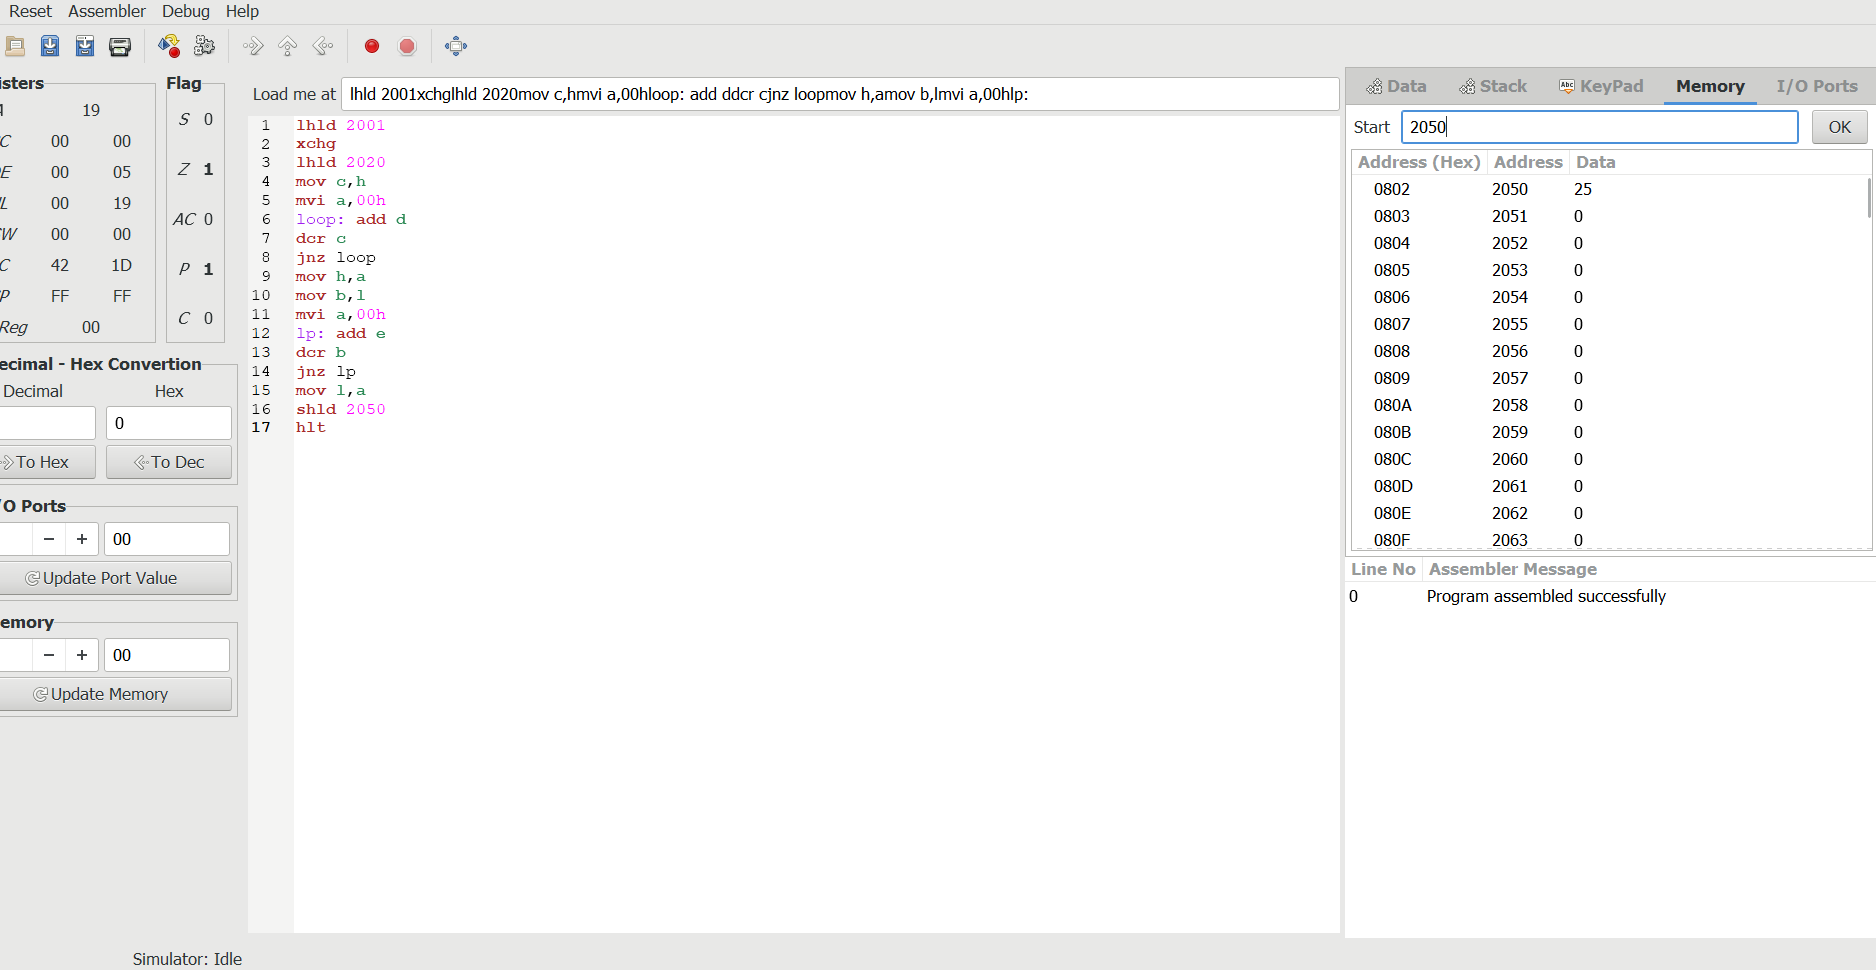 Reset Assembler Debug Help
isters
A 19
C 00 00
E 00 05
L 00 19
W 00 00
C 42 1D
P FF FF
Reg 00
Flag
S 0
Z 1
AC 0
P 1
C 0
ecimal - Hex Convertion
Decimal Hex
0
To Hex To Dec
/O Ports
− + 00
Update Port Value
emory
− + 00
Update Memory
Load me at lhld 2001xchglhld 2020mov c,hmvi a,00hloop: add ddcr cjnz loopmov h,amov b,lmvi a,00hlp:
1 lhld 2001
2 xchg
3 lhld 2020
4 mov c,h
5 mvi a,00h
6 loop: add d
7 dcr c
8 jnz loop
9 mov h,a
10 mov b,l
11 mvi a,00h
12 lp: add e
13 dcr b
14 jnz lp
15 mov l,a
16 shld 2050
17 hlt
Data Stack KeyPad Memory I/O Ports
Start 2050 OK
Address (Hex) Address Data
0802 2050 25
0803 2051 0
0804 2052 0
0805 2053 0
0806 2054 0
0807 2055 0
0808 2056 0
0809 2057 0
080A 2058 0
080B 2059 0
080C 2060 0
080D 2061 0
080E 2062 0
080F 2063 0
Line No Assembler Message
0 Program assembled successfully
Simulator: Idle